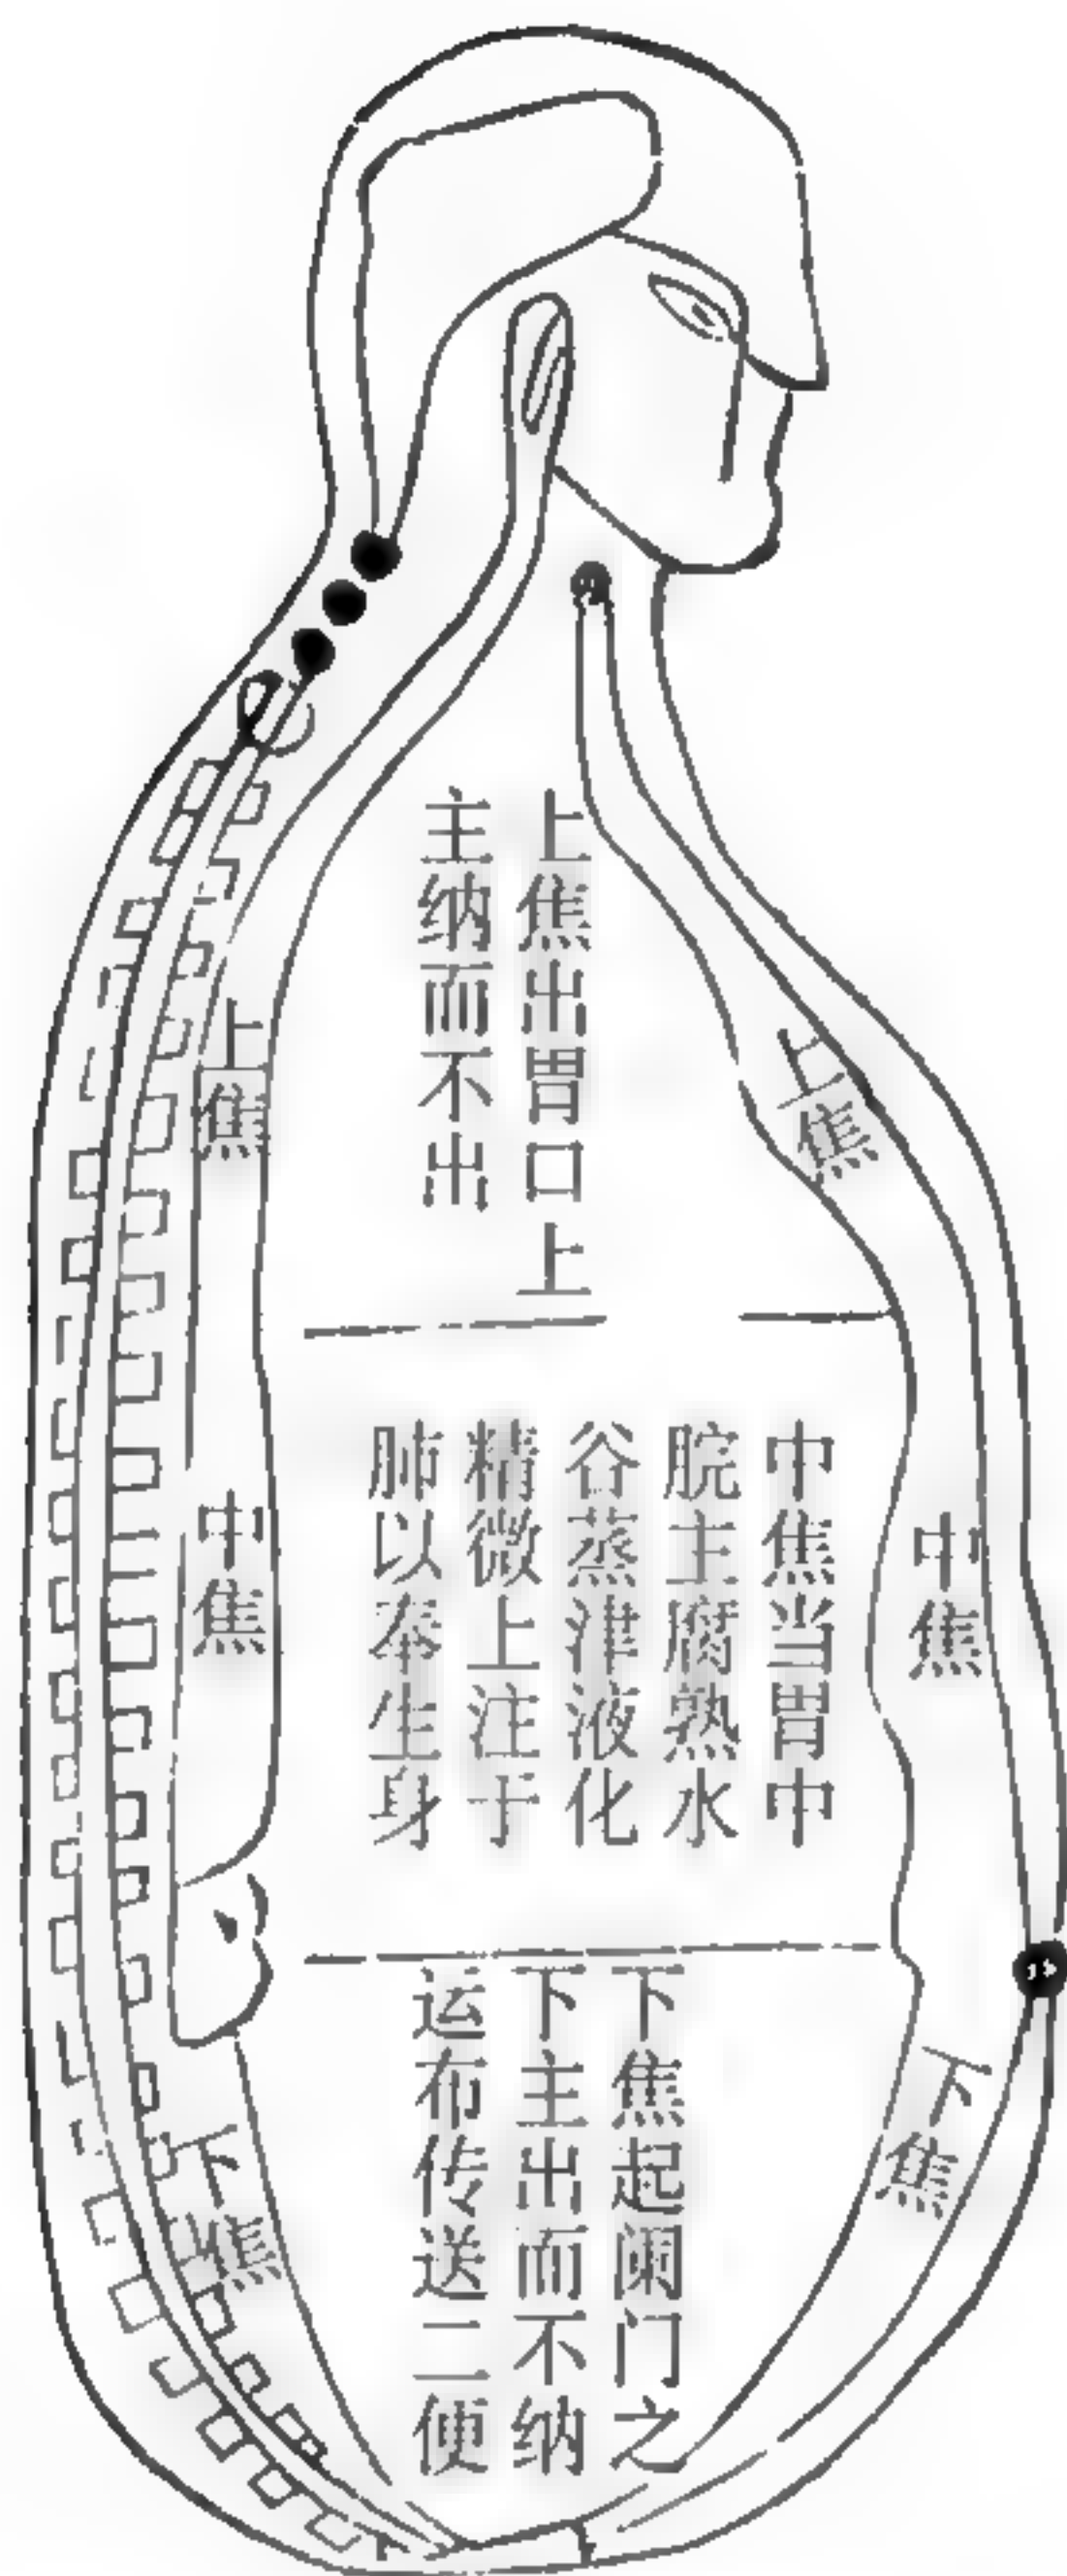 上焦出胃口上
主纳而不出
上焦
上焦
中焦当胃中
脘主腐熟水
谷蒸津液化
精微上注于
肺以奉生身
中焦
中焦
下焦起阑门之
下主出而不纳
运布传送二便
下焦
下焦